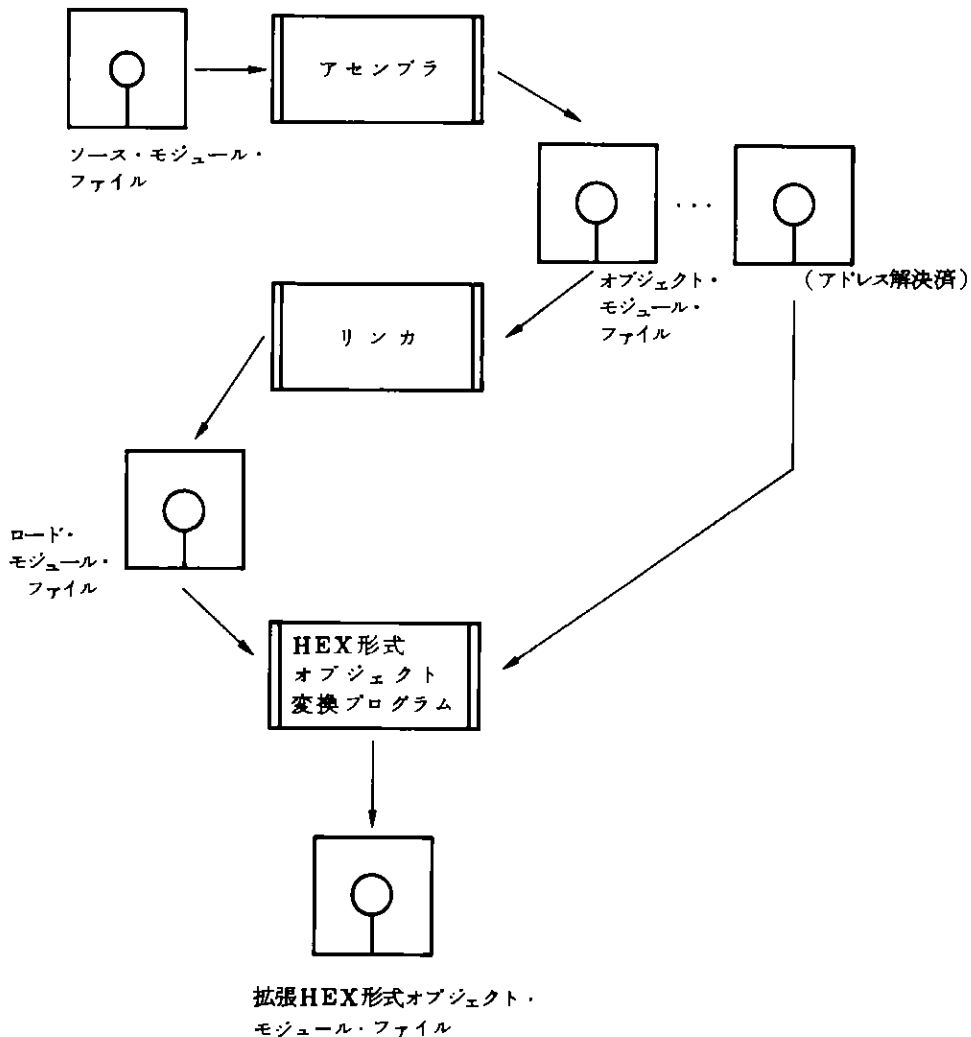 アセンブラ
ソース・モジュール・
ファイル
・・・
オブジェクト・
モジュール・
ファイル
(アドレス解決済)
リンカ
ロード・
モジュール・
ファイル
HEX形式
オブジェクト
変換プログラム
拡張HEX形式オブジェクト・
モジュール・ファイル